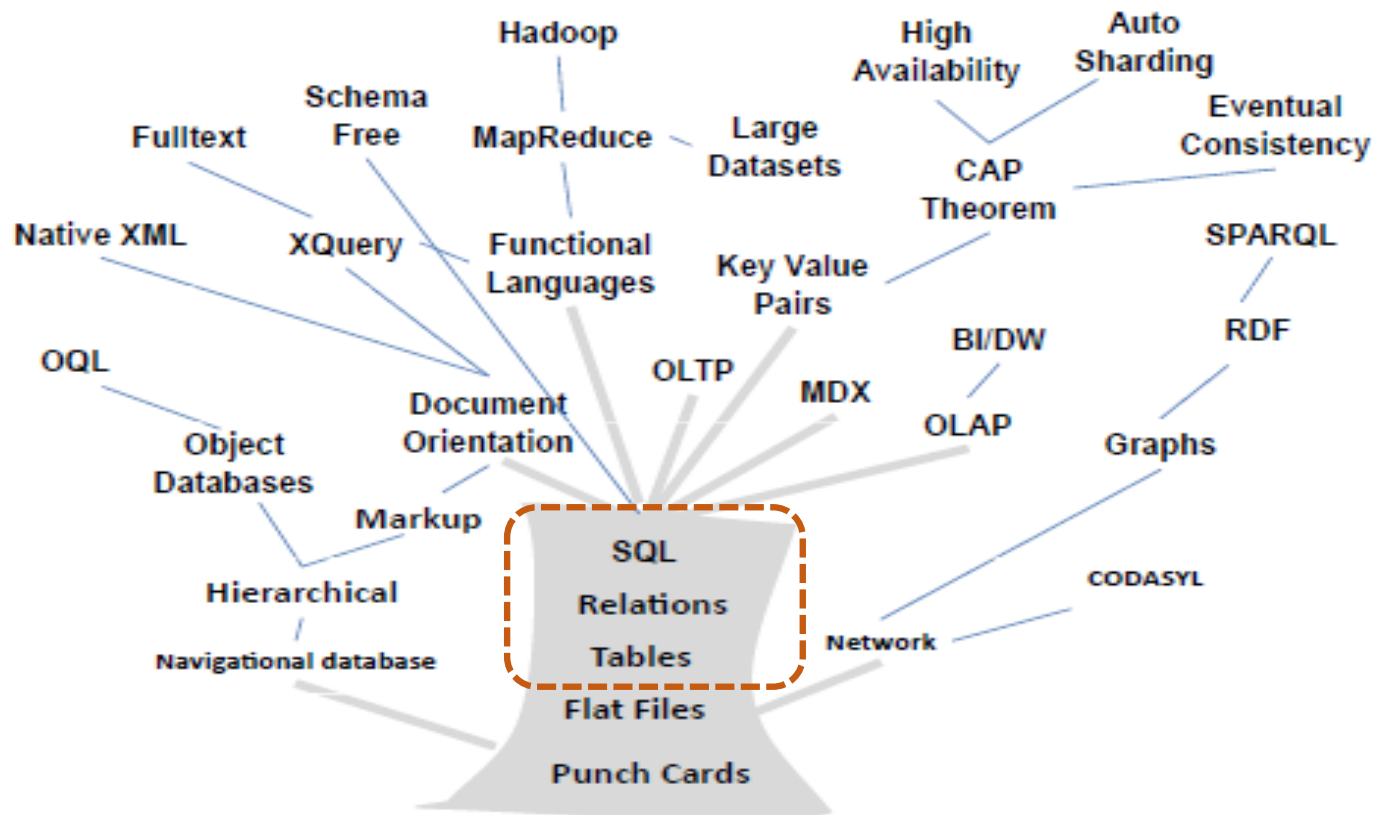 Hadoop
High
Availability
Auto
Sharding
Schema
Free
Fulltext
MapReduce
Large
Datasets
Eventual
Consistency
CAP
Theorem
Native XML
XQuery
Functional
Languages
Key Value
Pairs
SPARQL
OQL
OLTP
BI/DW
RDF
Document
Orientation
MDX
OLAP
Object
Databases
Graphs
Markup
SQL
Hierarchical
Relations
CODASYL
Navigational database
Tables
Network
Flat Files
Punch Cards